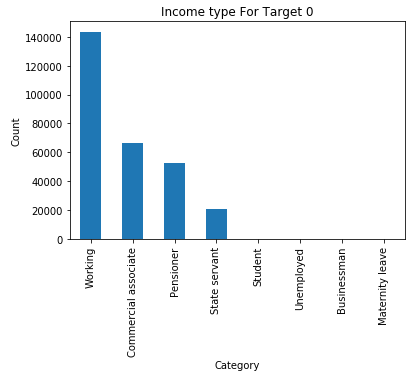 Income type For Target 0
140000
120000
100000
80000
60000
40000
20000
0
Count
Working
Commercial associate
Pensioner
State servant
Student
Unemployed
Businessman
Maternity leave
Category